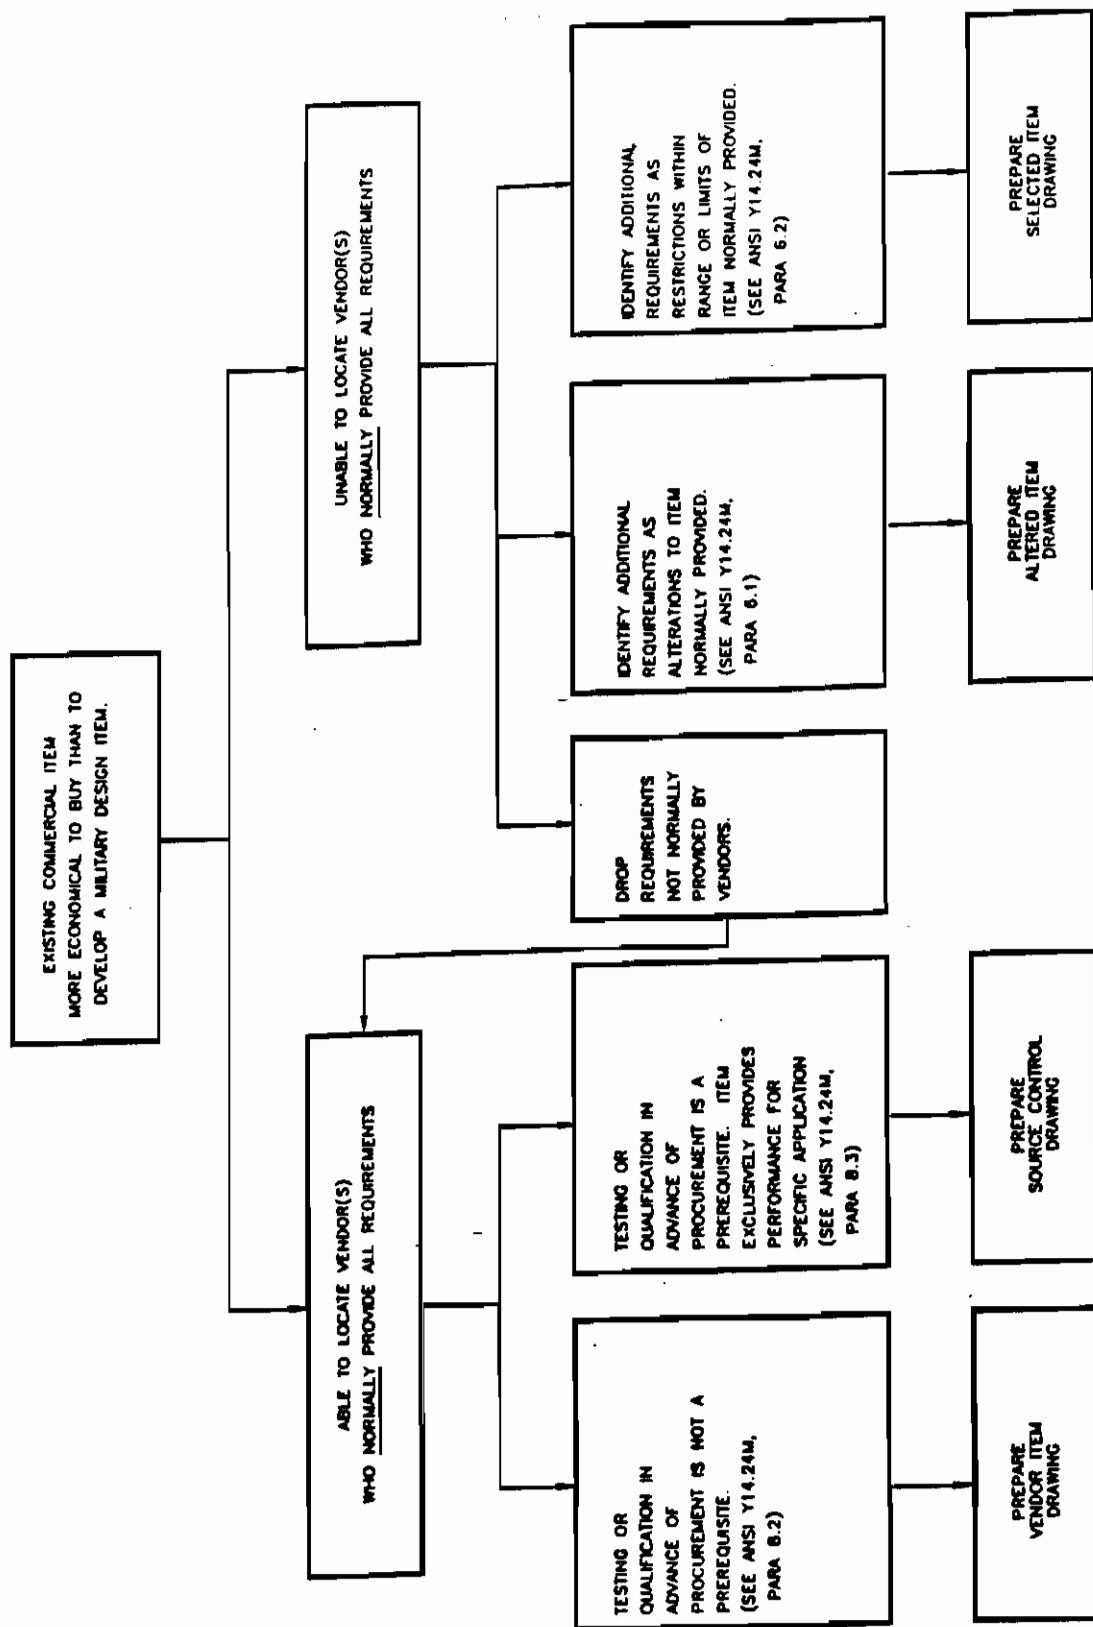 EXISTING COMMERCIAL ITEM
MORE ECONOMICAL TO BUY THAN TO
DEVELOP A MILITARY DESIGN ITEM.
ABLE TO LOCATE VENDOR(S)
WHO NORMALLY PROVIDE ALL REQUIREMENTS
UNABLE TO LOCATE VENDOR(S)
WHO NORMALLY PROVIDE ALL REQUIREMENTS
TESTING OR
QUALIFICATION IN
ADVANCE OF
PROCUREMENT IS NOT A
PREREQUISITE.
(SEE ANSI Y14.24M,
PARA 8.2)
TESTING OR
QUALIFICATION IN
ADVANCE OF
PROCUREMENT IS A
PREREQUISITE. ITEM
EXCLUSIVELY PROVIDES
PERFORMANCE FOR
SPECIFIC APPLICATION
(SEE ANSI Y14.24M,
PARA 8.3)
DROP
REQUIREMENTS
NOT NORMALLY
PROVIDED BY
VENDORS.
IDENTIFY ADDITIONAL
REQUIREMENTS AS
ALTERATIONS TO ITEM
NORMALLY PROVIDED.
(SEE ANSI Y14.24M,
PARA 6.1)
IDENTIFY ADDITIONAL
REQUIREMENTS AS
RESTRICTIONS WITHIN
RANGE OR LIMITS OF
ITEM NORMALLY PROVIDED.
(SEE ANSI Y14.24M,
PARA 6.2)
PREPARE
VENDOR ITEM
DRAWING
PREPARE
SOURCE CONTROL
DRAWING
PREPARE
ALTERED ITEM
DRAWING
PREPARE
SELECTED ITEM
DRAWING